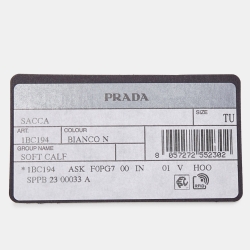 PRADA
SIZE
SACCA TU
ART. COLOUR
1BC194 BIANCO N
GROUP NAME
SOFT CALF
8 057272 552302
*1BC194 ASK F0PG7 00 IN 01 V HOO
SPPB 23 00033 A